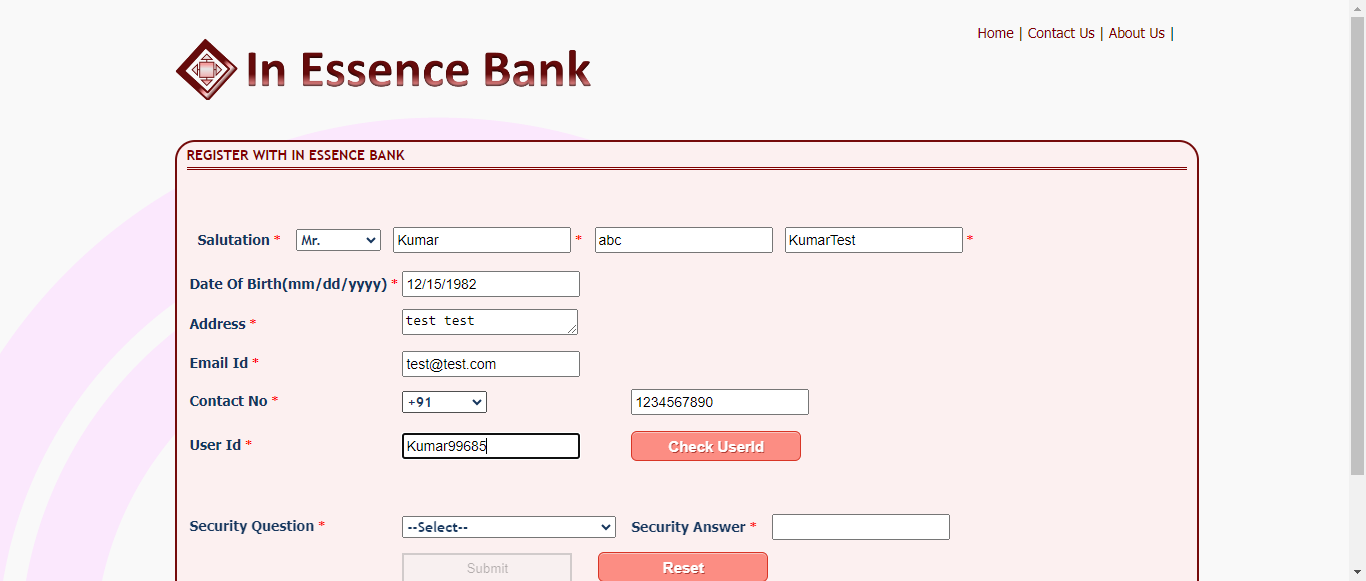 Home | Contact Us | About Us |
In Essence Bank
REGISTER WITH IN ESSENCE BANK
Salutation * Mr. Kumar * abc KumarTest *
Date Of Birth(mm/dd/yyyy) * 12/15/1982
Address * test test
Email Id * test@test.com
Contact No * +91 1234567890
User Id * Kumar99685 Check UserId
Security Question * --Select-- Security Answer *
Submit Reset